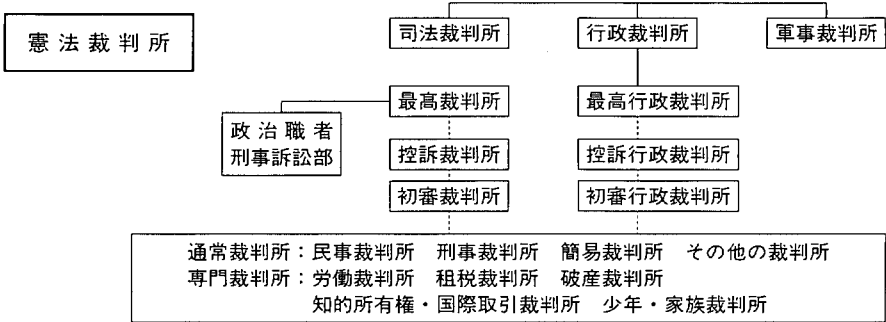 憲法裁判所
司法裁判所
行政裁判所
軍事裁判所
最高裁判所
最高行政裁判所
政治職者
刑事訴訟部
控訴裁判所
控訴行政裁判所
初審裁判所
初審行政裁判所
通常裁判所：民事裁判所　刑事裁判所　簡易裁判所　その他の裁判所
専門裁判所：労働裁判所　租税裁判所　破産裁判所
知的所有権・国際取引裁判所　少年・家族裁判所